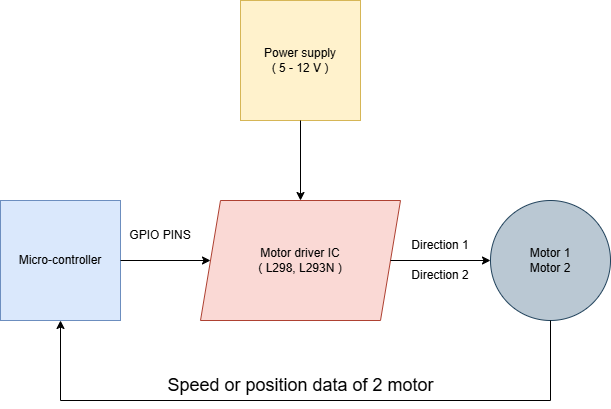 Power supply
( 5 - 12 V )
GPIO PINS
Micro-controller
Motor driver IC
( L298, L293N )
Direction 1
Direction 2
Motor 1
Motor 2
Speed or position data of 2 motor